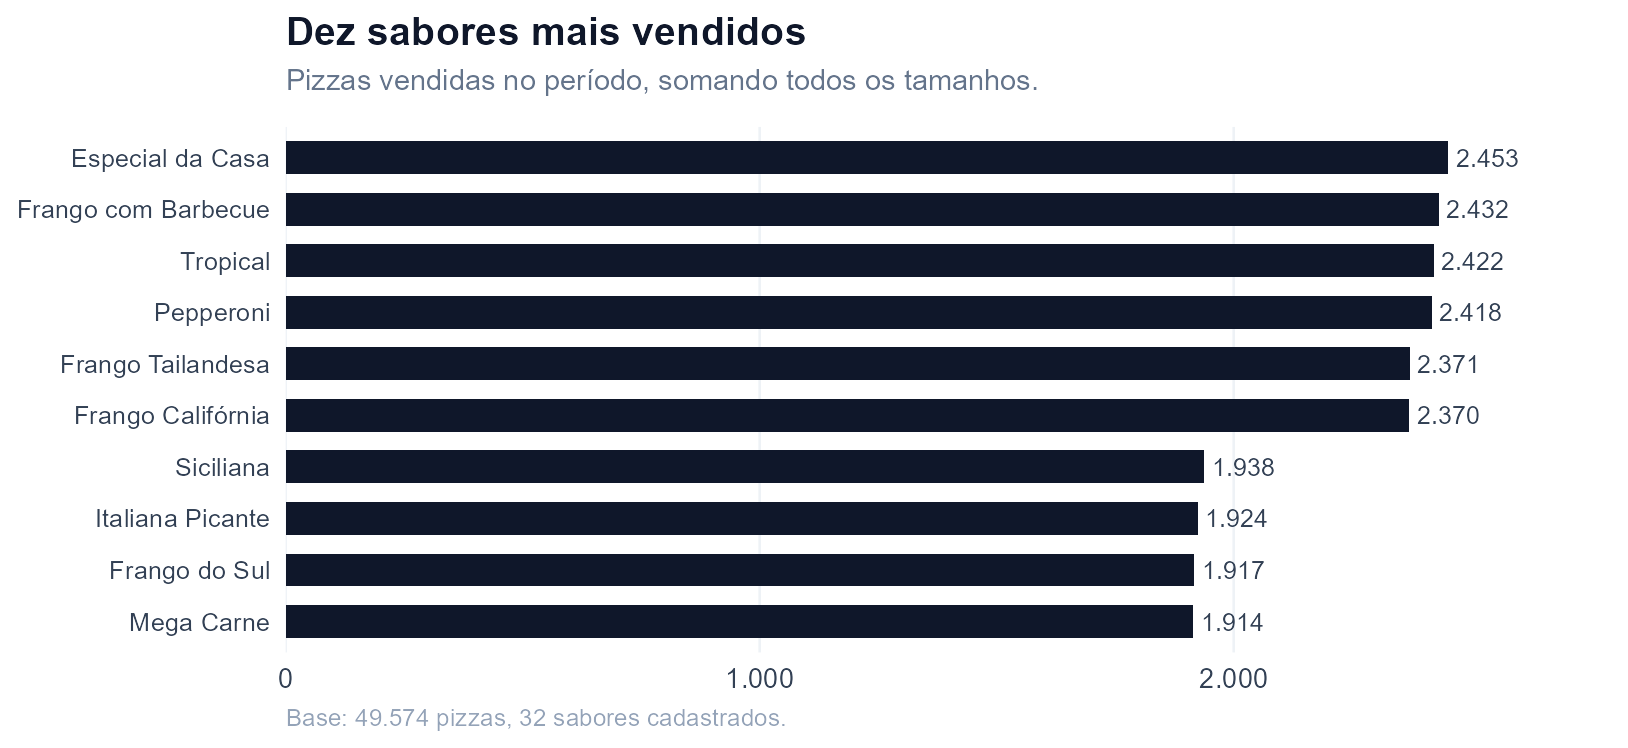 Dez sabores mais vendidos
Pizzas vendidas no período, somando todos os tamanhos.
Especial da Casa 2.453
Frango com Barbecue 2.432
Tropical 2.422
Pepperoni 2.418
Frango Tailandesa 2.371
Frango Califórnia 2.370
Siciliana 1.938
Italiana Picante 1.924
Frango do Sul 1.917
Mega Carne 1.914
0 1.000 2.000
Base: 49.574 pizzas, 32 sabores cadastrados.